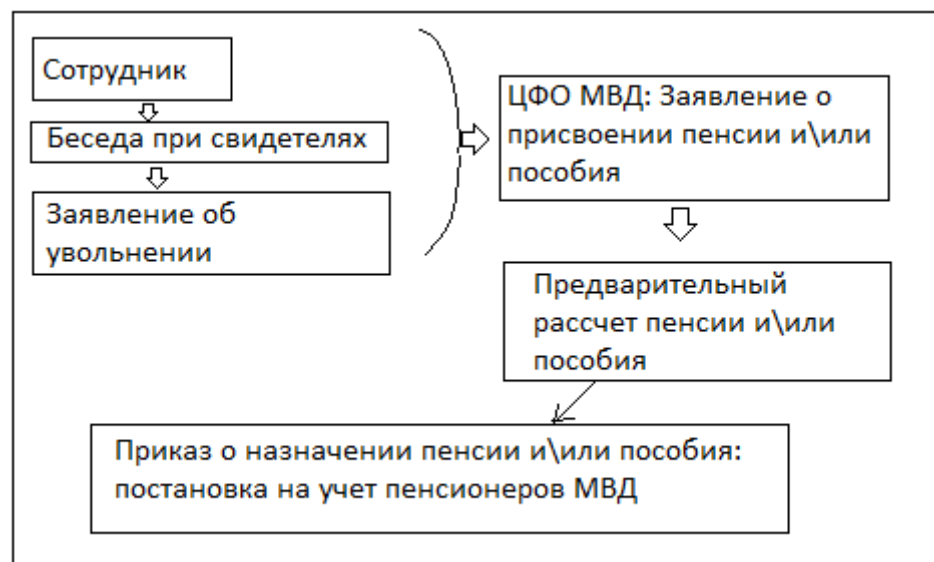 Сотрудник
Беседа при свидетелях
Заявление об
увольнении
ЦФО МВД: Заявление о
присвоении пенсии и\или
пособия
Предварительный
рассчет пенсии и\или
пособия
Приказ о назначении пенсии и\или пособия:
постановка на учет пенсионеров МВД